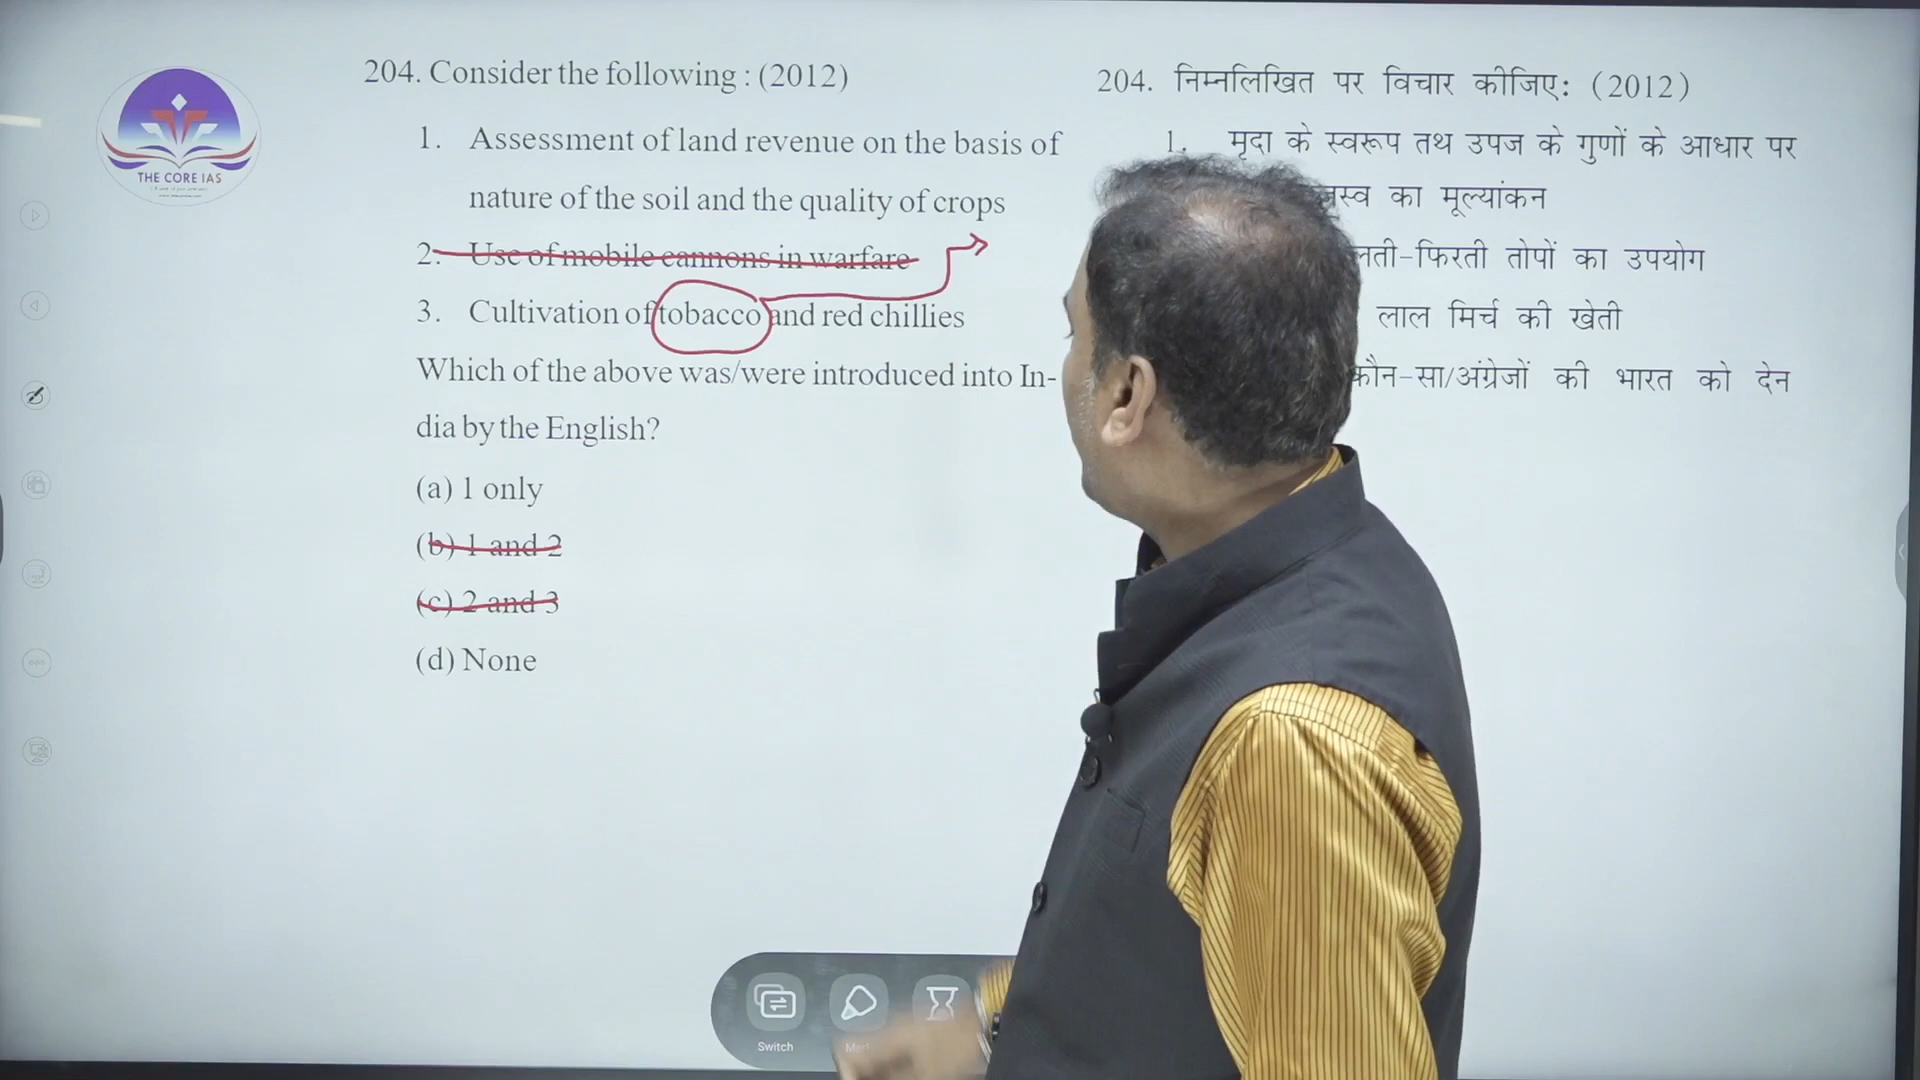 204. Consider the following : (2012)
1. Assessment of land revenue on the basis of
nature of the soil and the quality of crops
2. Use of mobile cannons in warfare
3. Cultivation of tobacco and red chillies
Which of the above was/were introduced into In-
dia by the English?
(a) 1 only
(b) 1 and 2
(c) 2 and 3
(d) None
204. निम्नलिखित पर विचार कीजिए: (2012)
1. मृदा के स्वरूप तथ उपज के गुणों के आधार पर
का मूल्यांकन
तोपों का उपयोग
लाल मिर्च की खेती
कौन-सा/अंग्रेजों की भारत को देन
THE CORE IAS
Switch